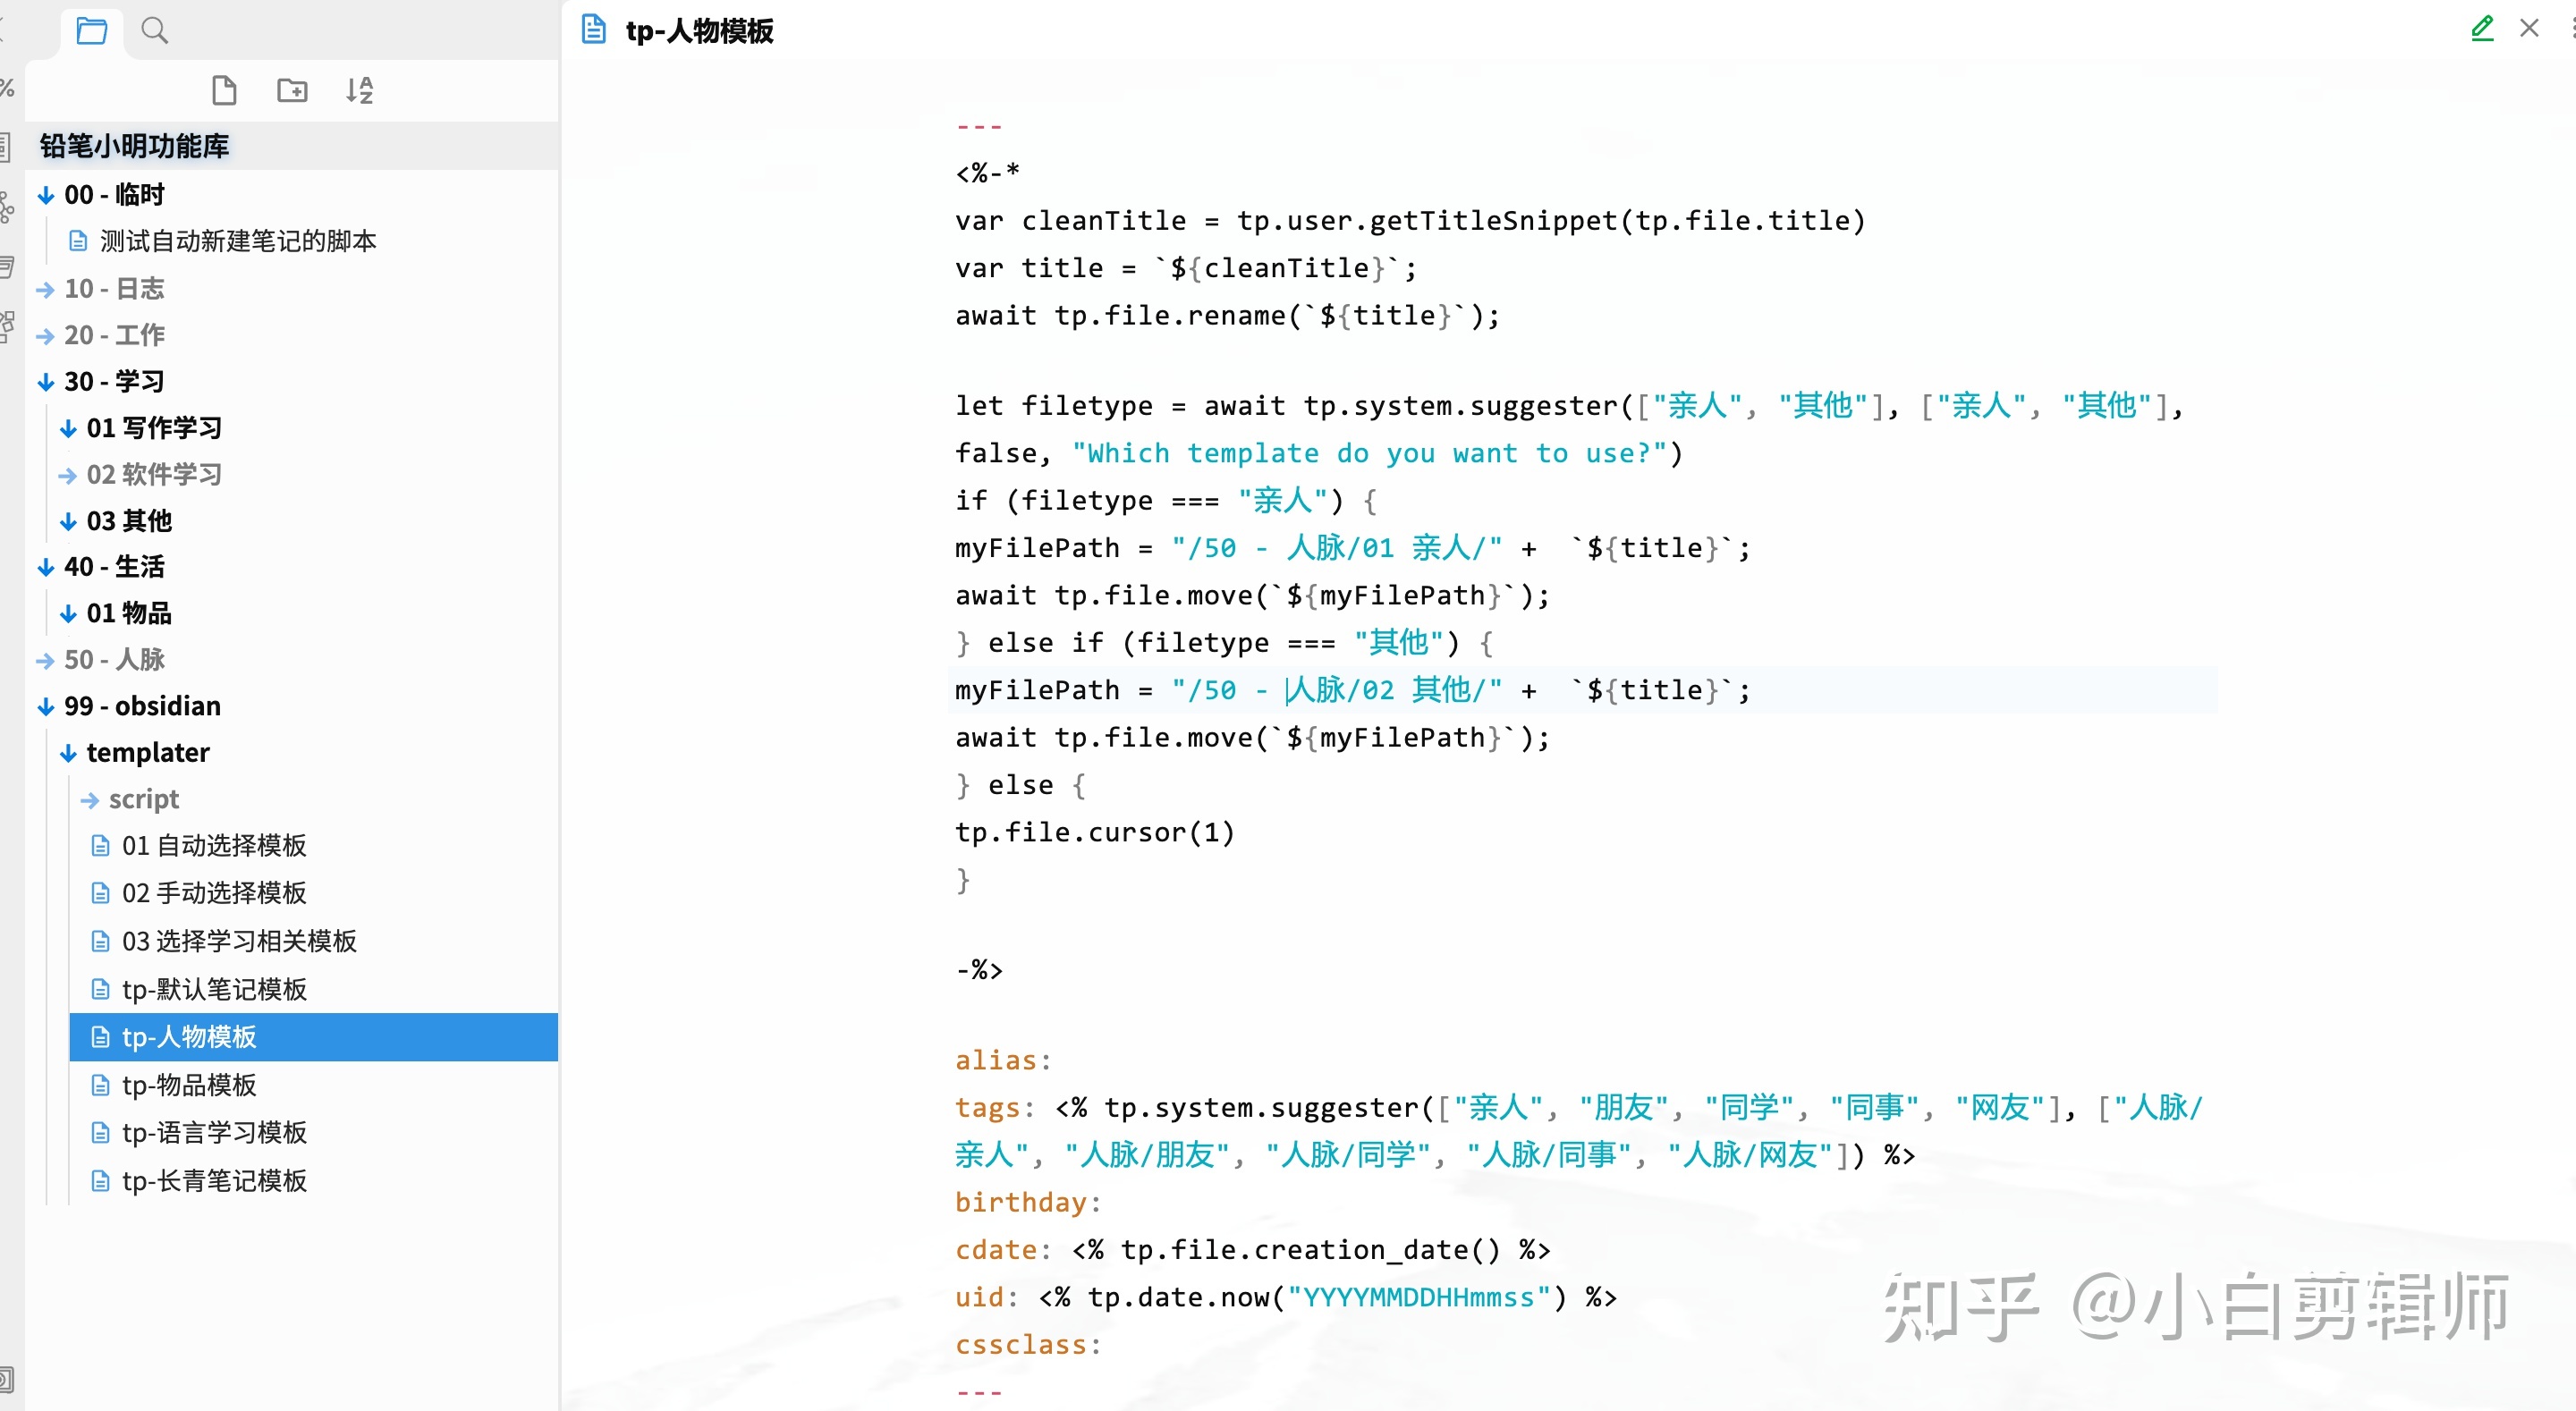 铅笔小明功能库
00 - 临时
测试自动新建笔记的脚本
10 - 日志
20 - 工作
30 - 学习
01 写作学习
02 软件学习
03 其他
40 - 生活
01 物品
50 - 人脉
99 - obsidian
templater
script
01 自动选择模板
02 手动选择模板
03 选择学习相关模板
tp-默认笔记模板
tp-人物模板
tp-物品模板
tp-语言学习模板
tp-长青笔记模板
tp-人物模板
---
<%-*
var cleanTitle = tp.user.getTitleSnippet(tp.file.title)
var title = `${cleanTitle}`;
await tp.file.rename(`${title}`);
let filetype = await tp.system.suggester(["亲人", "其他"], ["亲人", "其他"],
false, "Which template do you want to use?")
if (filetype === "亲人") {
myFilePath = "/50 - 人脉/01 亲人/" +  `${title}`;
await tp.file.move(`${myFilePath}`);
} else if (filetype === "其他") {
myFilePath = "/50 - 人脉/02 其他/" +  `${title}`;
await tp.file.move(`${myFilePath}`);
} else {
tp.file.cursor(1)
}
-%>
alias:
tags: <% tp.system.suggester(["亲人", "朋友", "同学", "同事", "网友"], ["人脉/
亲人", "人脉/朋友", "人脉/同学", "人脉/同事", "人脉/网友"]) %>
birthday:
cdate: <% tp.file.creation_date() %>
uid: <% tp.date.now("YYYYMMDDHHmmss") %>
cssclass:
---
知乎 @小白剪辑师